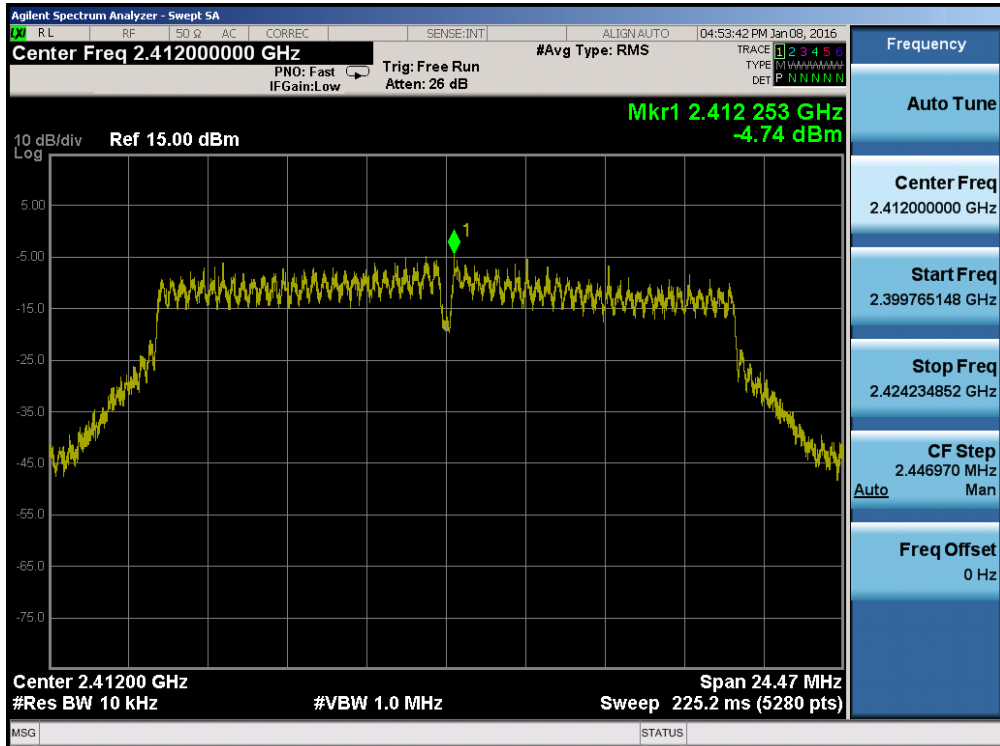 Agilent Spectrum Analyzer - Swept SA
LXI RL RF 50 Ω AC CORREC SENSE:INT ALIGN AUTO 04:53:42 PM Jan 08, 2016
Center Freq 2.412000000 GHz
PNO: Fast
IFGain:Low
Trig: Free Run
Atten: 26 dB
#Avg Type: RMS
TRACE 1 2 3 4 5 6
TYPE M WWWWW
DET P N N N N N
Mkr1 2.412 253 GHz
-4.74 dBm
10 dB/div Ref 15.00 dBm
Log
5.00
-5.00
-15.0
-25.0
-35.0
-45.0
-55.0
-65.0
-75.0
1
Center 2.41200 GHz Span 24.47 MHz
#Res BW 10 kHz #VBW 1.0 MHz Sweep 225.2 ms (5280 pts)
MSG STATUS
Frequency
Auto Tune
Center Freq
2.412000000 GHz
Start Freq
2.399765148 GHz
Stop Freq
2.424234852 GHz
CF Step
2.446970 MHz
Auto Man
Freq Offset
0 Hz